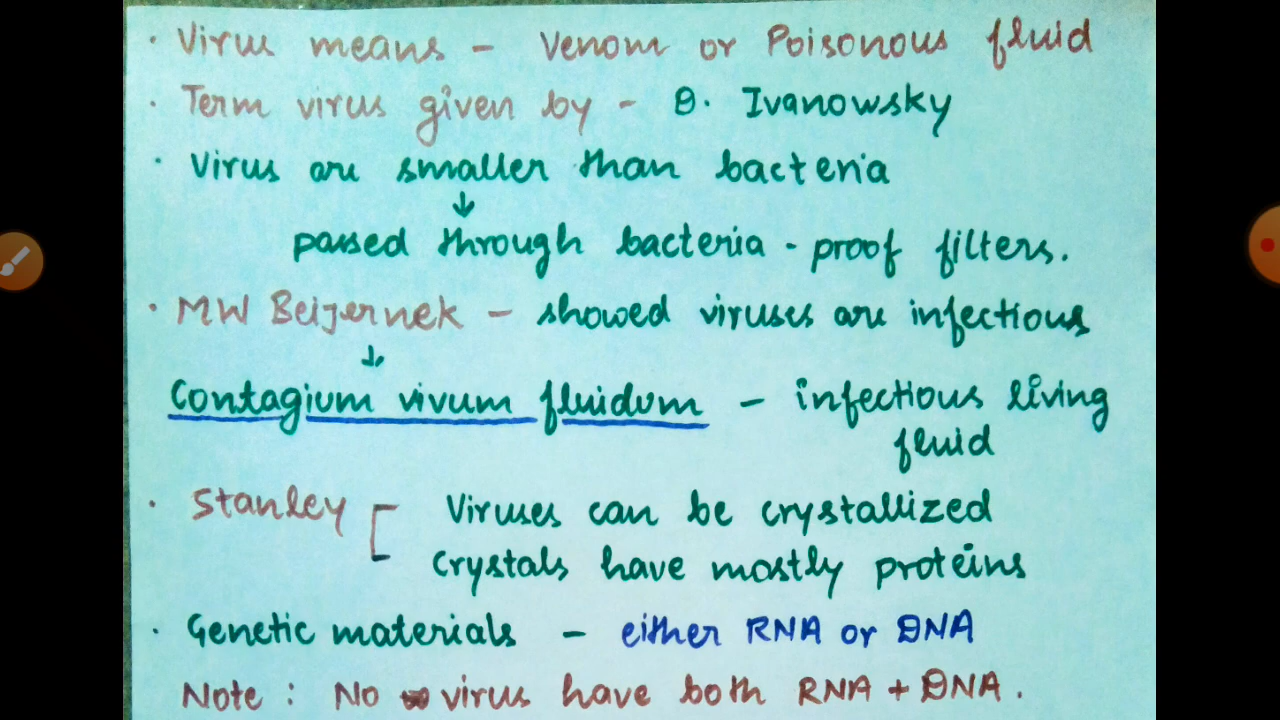 · Virus means - Venom or Poisonous fluid
· Term virus given by - D. Ivanowsky
· Virus are smaller than bacteria
↓
passed through bacteria - proof filters.
· MW Beijernek - showed viruses are infectious
↓
Contagium vivum fluidum - infectious living
fluid
· Stanley [ Viruses can be crystallized
Crystals have mostly proteins
· Genetic materials - either RNA or DNA
Note : No virus have both RNA + DNA.